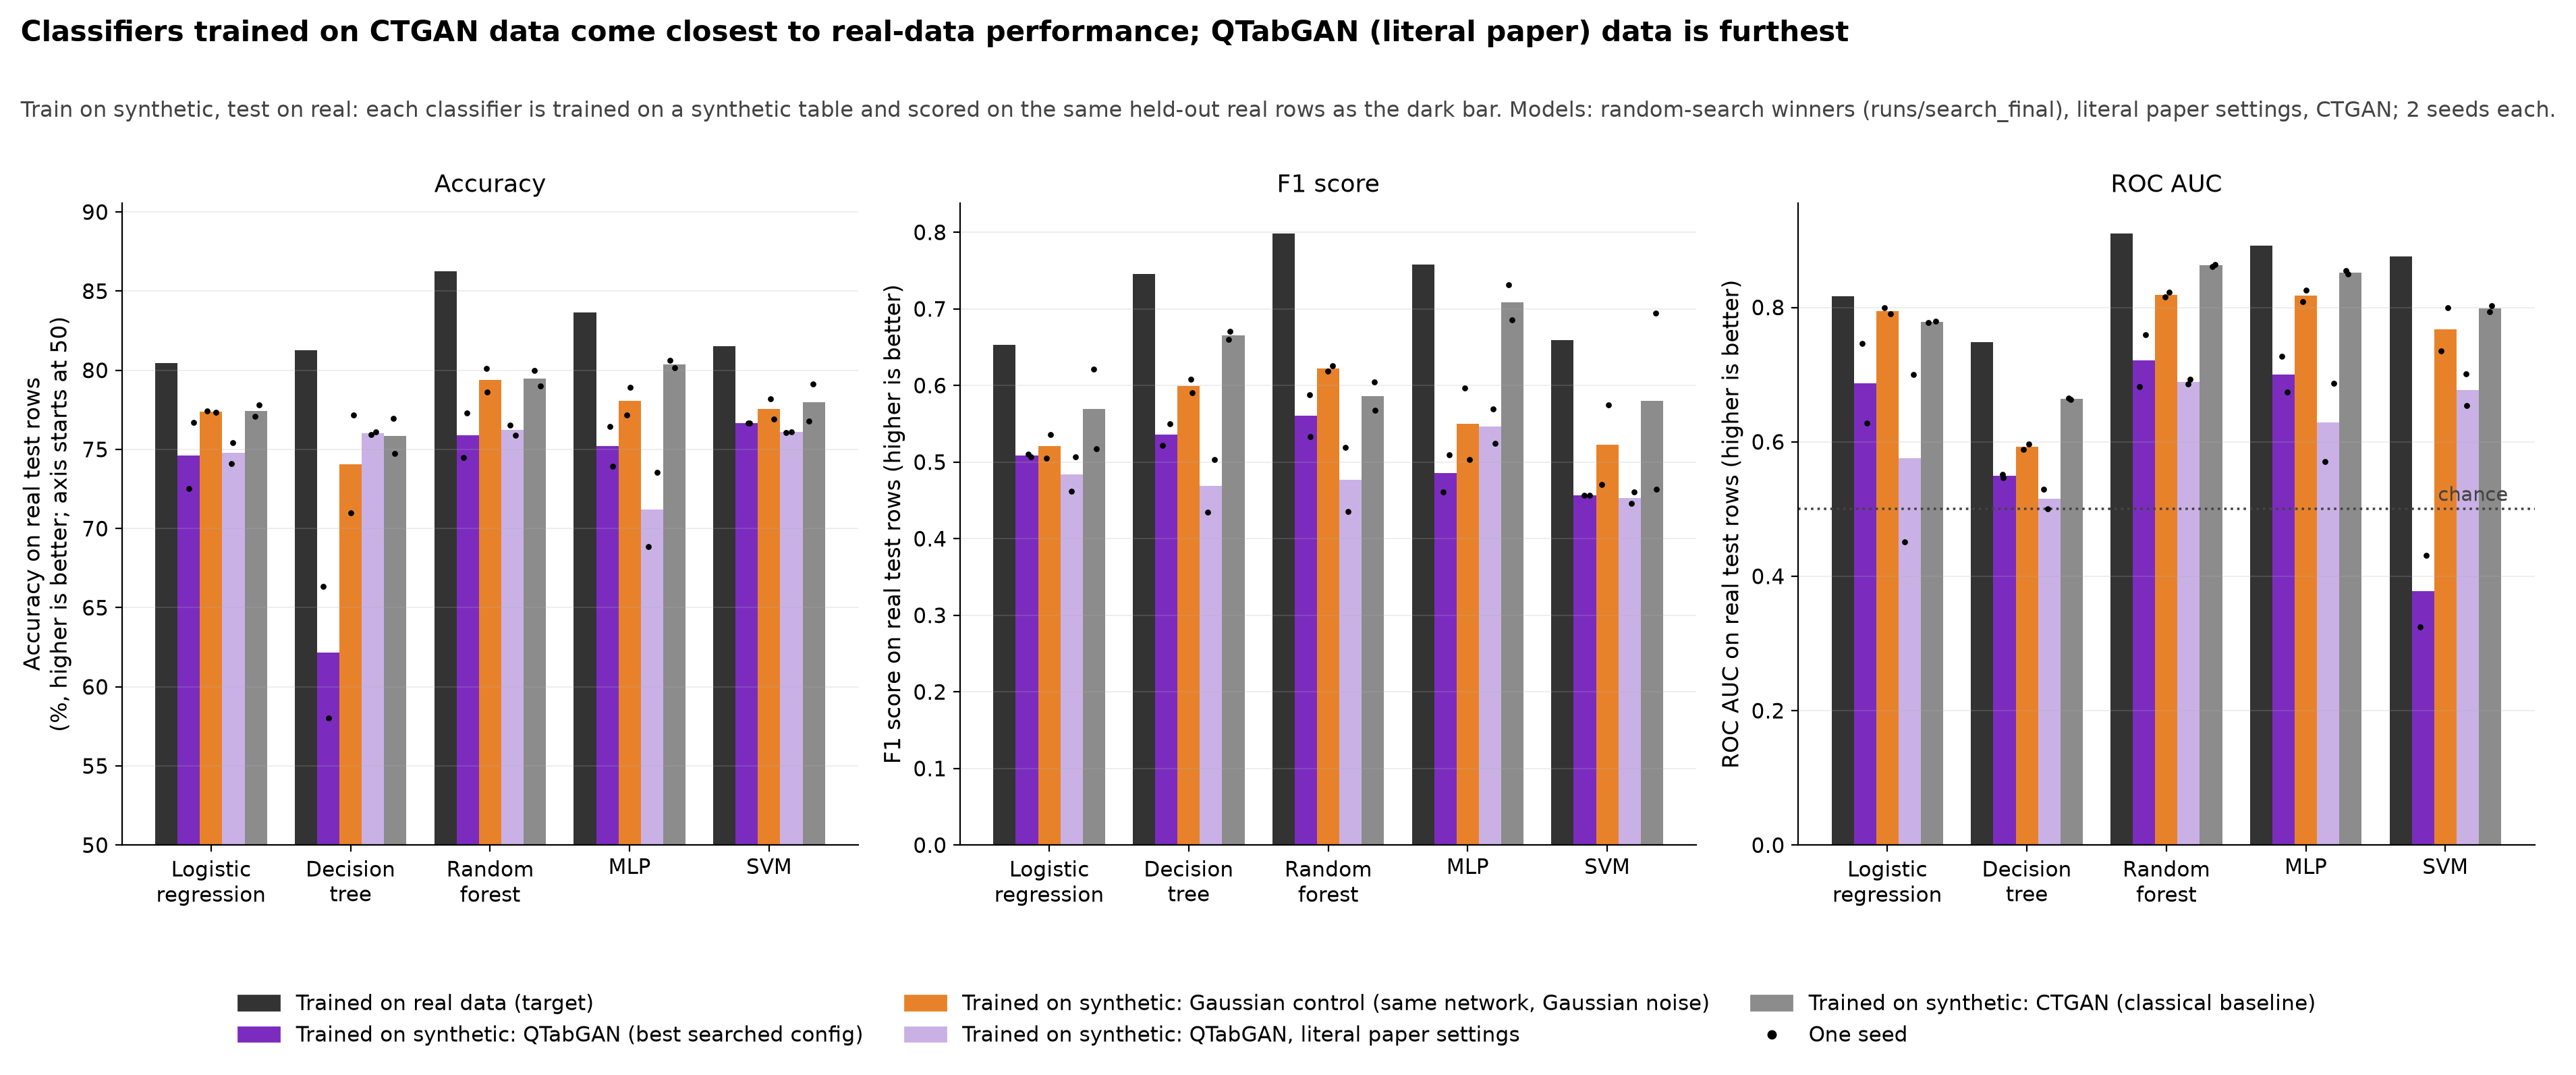 Classifiers trained on CTGAN data come closest to real-data performance; QTabGAN (literal paper) data is furthest
Train on synthetic, test on real: each classifier is trained on a synthetic table and scored on the same held-out real rows as the dark bar. Models: random-search winners (runs/search_final), literal paper settings, CTGAN; 2 seeds each.
Accuracy
Accuracy on real test rows
(%, higher is better; axis starts at 50)
90
85
80
75
70
65
60
55
50
Logistic
regression
Decision
tree
Random
forest
MLP
SVM
F1 score
F1 score on real test rows (higher is better)
0.8
0.7
0.6
0.5
0.4
0.3
0.2
0.1
0.0
Logistic
regression
Decision
tree
Random
forest
MLP
SVM
ROC AUC
ROC AUC on real test rows (higher is better)
0.8
0.6
0.4
0.2
0.0
chance
Logistic
regression
Decision
tree
Random
forest
MLP
SVM
Trained on real data (target)
Trained on synthetic: QTabGAN (best searched config)
Trained on synthetic: Gaussian control (same network, Gaussian noise)
Trained on synthetic: QTabGAN, literal paper settings
Trained on synthetic: CTGAN (classical baseline)
One seed